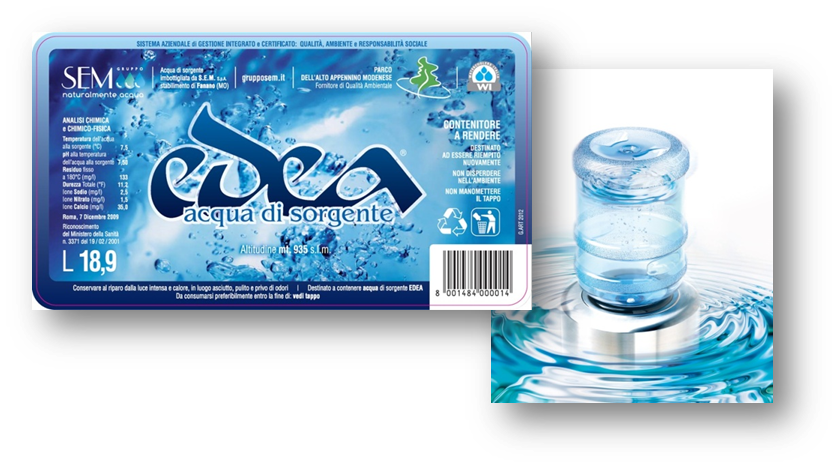 SISTEMA AZIENDALE di GESTIONE INTEGRATO e CERTIFICATO: QUALITÀ, AMBIENTE e RESPONSABILITÀ SOCIALE
SEM GRUPPO
naturalmente, acqua
Acqua di sorgente
imbottigliata da S.E.M. S.p.A.
stabilimento di Fanano (MO)
grupposem.it
PARCO
DELL'ALTO APPENNINO MODENESE
Fornitore di Qualità Ambientale
WI
ANALISI CHIMICA
e CHIMICO-FISICA
Temperatura dell'acqua
alla sorgente (°C) 7,5
pH alla temperatura
dell'acqua alla sorgente 7,60
Residuo fisso
a 180°C (mg/l) 133
Durezza Totale (°F) 11,2
Ione Sodio (mg/l) 2,5
Ione Nitrato (mg/l) 1,5
Ione Calcio (mg/l) 35,0
Roma, 7 Dicembre 2009
Riconoscimento
del Ministero della Sanità
n. 3371 del 19 / 02 / 2001
L 18,9
edea®
acqua di sorgente
Altitudine mt. 935 s.l.m.
CONTENITORE
A RENDERE
DESTINATO
AD ESSERE RIEMPITO
NUOVAMENTE
NON DISPERDERE
NELL'AMBIENTE
NON MANOMETTERE
IL TAPPO
G.ART 2012
8 001484 000014
Conservare al riparo dalla luce intensa e calore, in luogo asciutto, pulito e privo di odori | Destinato a contenere acqua di sorgente EDEA
Da consumarsi preferibilmente entro la fine di: vedi tappo